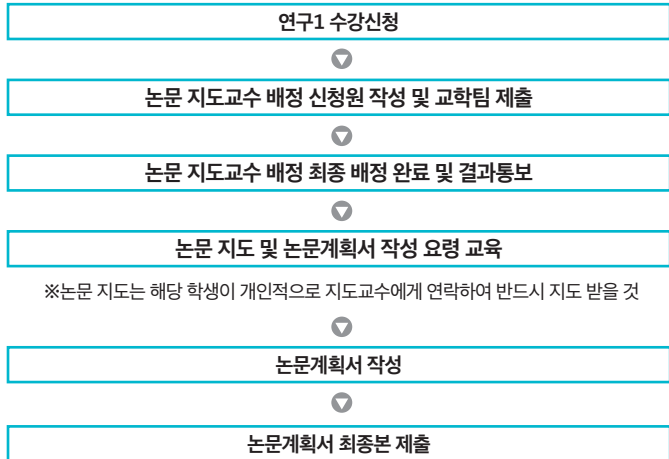 연구1 수강신청
논문 지도교수 배정 신청원 작성 및 교학팀 제출
논문 지도교수 배정 최종 배정 완료 및 결과통보
논문 지도 및 논문계획서 작성 요령 교육
※논문 지도는 해당 학생이 개인적으로 지도교수에게 연락하여 반드시 지도 받을 것
논문계획서 작성
논문계획서 최종본 제출